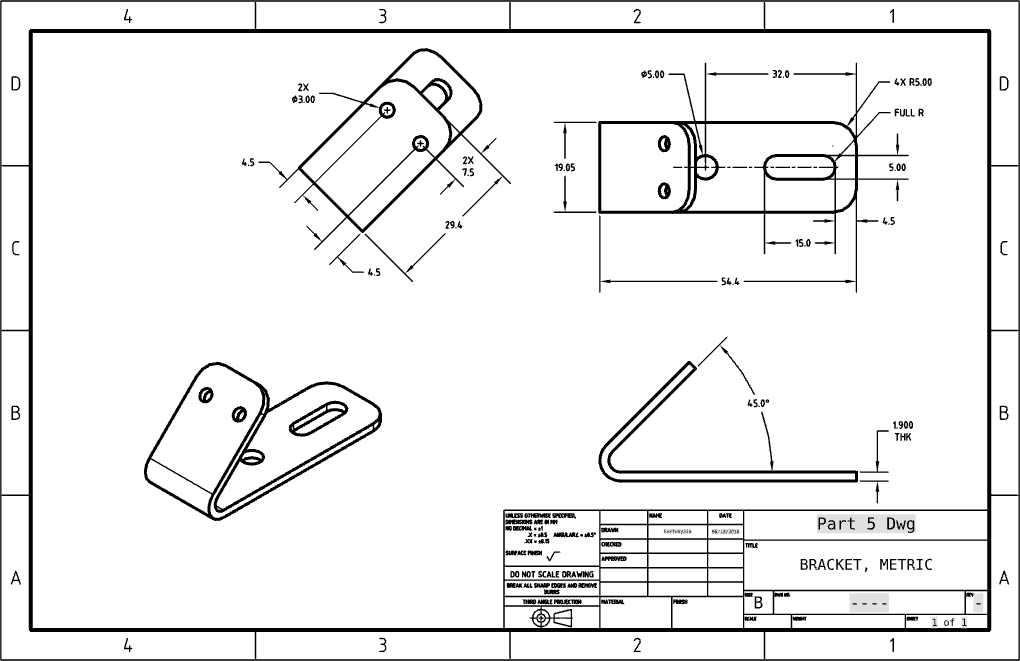 4 3 2 1
D D
2X
⌀3.00
4.5
2X
7.5
29.4
4.5
⌀5.00
32.0
4X R5.00
FULL R
19.05
5.00
4.5
15.0
54.4
C C
B B
45.0°
1.900
THK
UNLESS OTHERWISE SPECIFIED,
DIMENSIONS ARE IN MM
NO DECIMAL = ±1
.X = ±0.5 ANGULAR∠ = ±0.5°
.XX = ±0.15
SURFACE FINISH √
DO NOT SCALE DRAWING
BREAK ALL SHARP EDGES AND REMOVE
BURRS
THIRD ANGLE PROJECTION
NAME DATE
DRAWN 06/18/2018
CHECKED
APPROVED
MATERIAL FINISH
Part 5 Dwg
TITLE
BRACKET, METRIC
SIZE DWG NO. REV
B ---- -
SCALE WEIGHT SHEET 1 of 1
A A
4 3 2 1